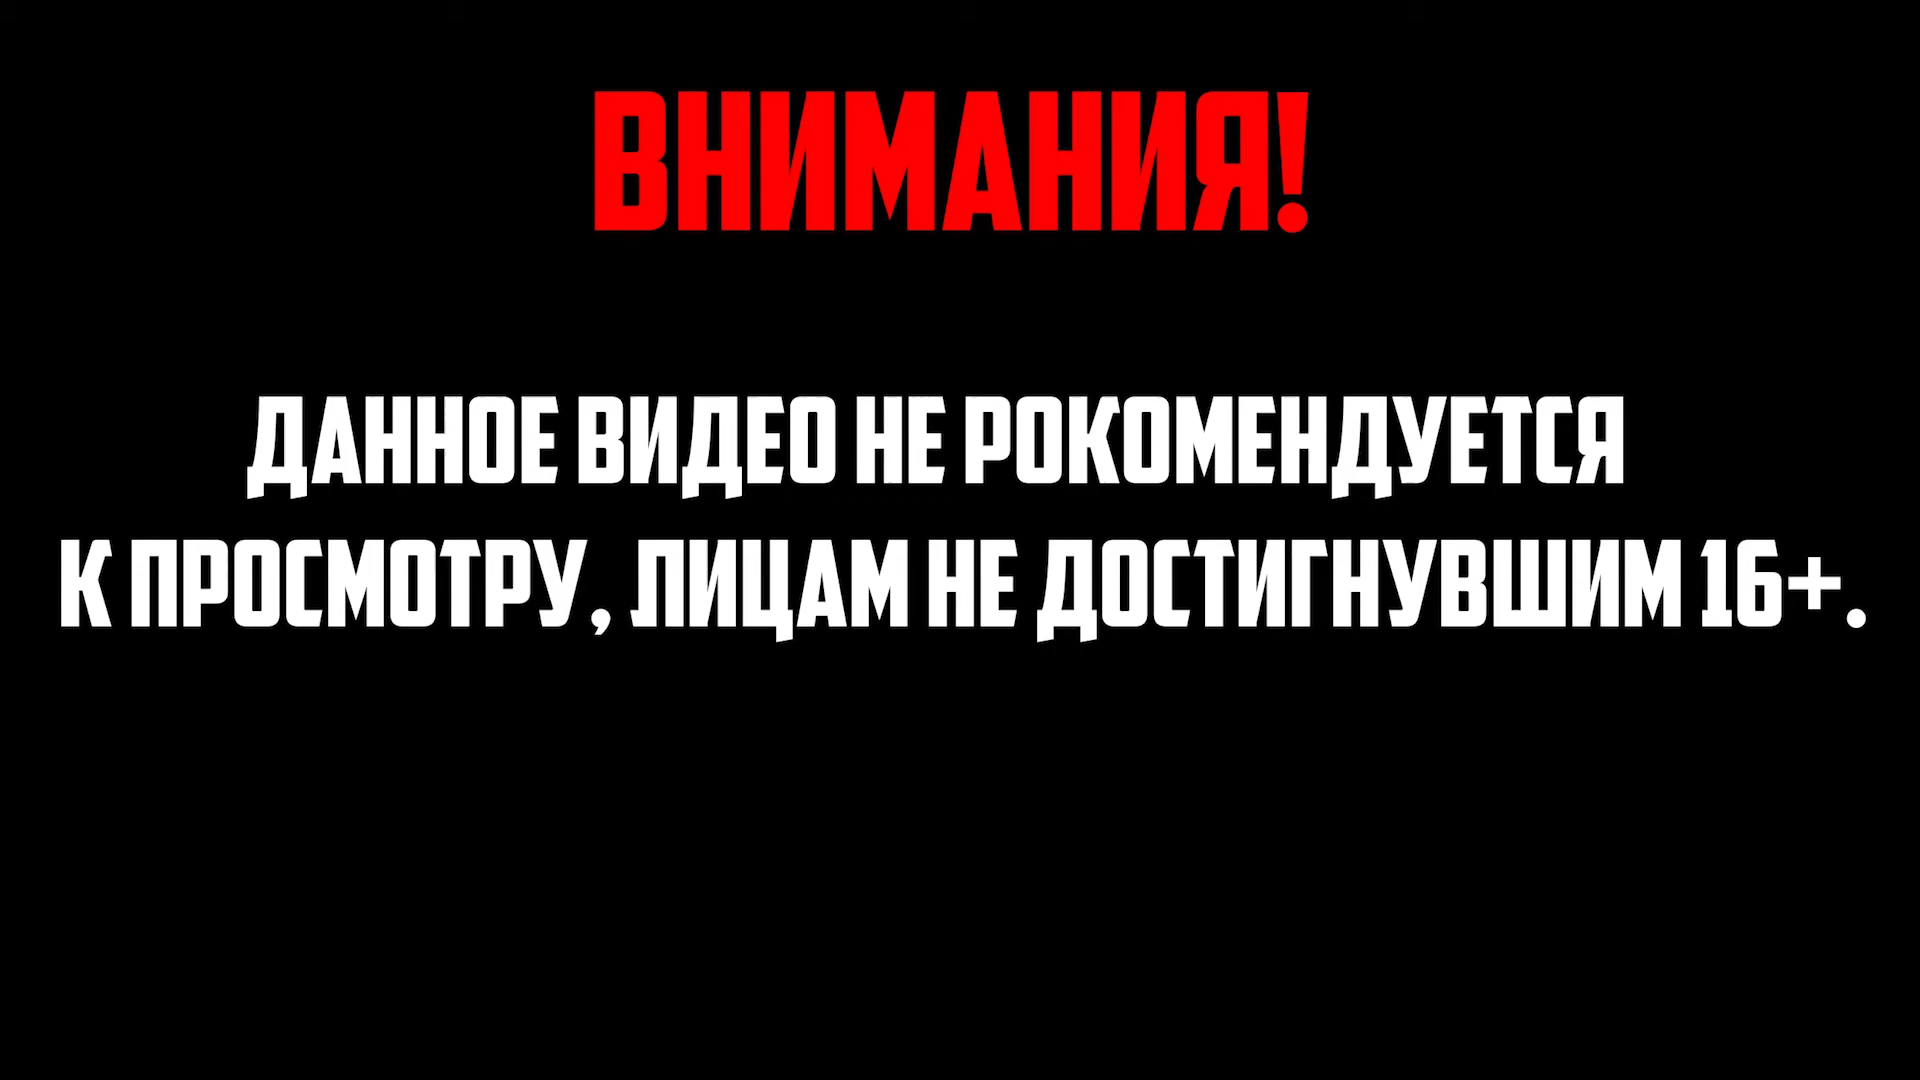 ВНИМАНИЯ!
ДАННОЕ ВИДЕО НЕ РОКОМЕНДУЕТСЯ
К ПРОСМОТРУ, ЛИЦАМ НЕ ДОСТИГНУВШИМ 16+.